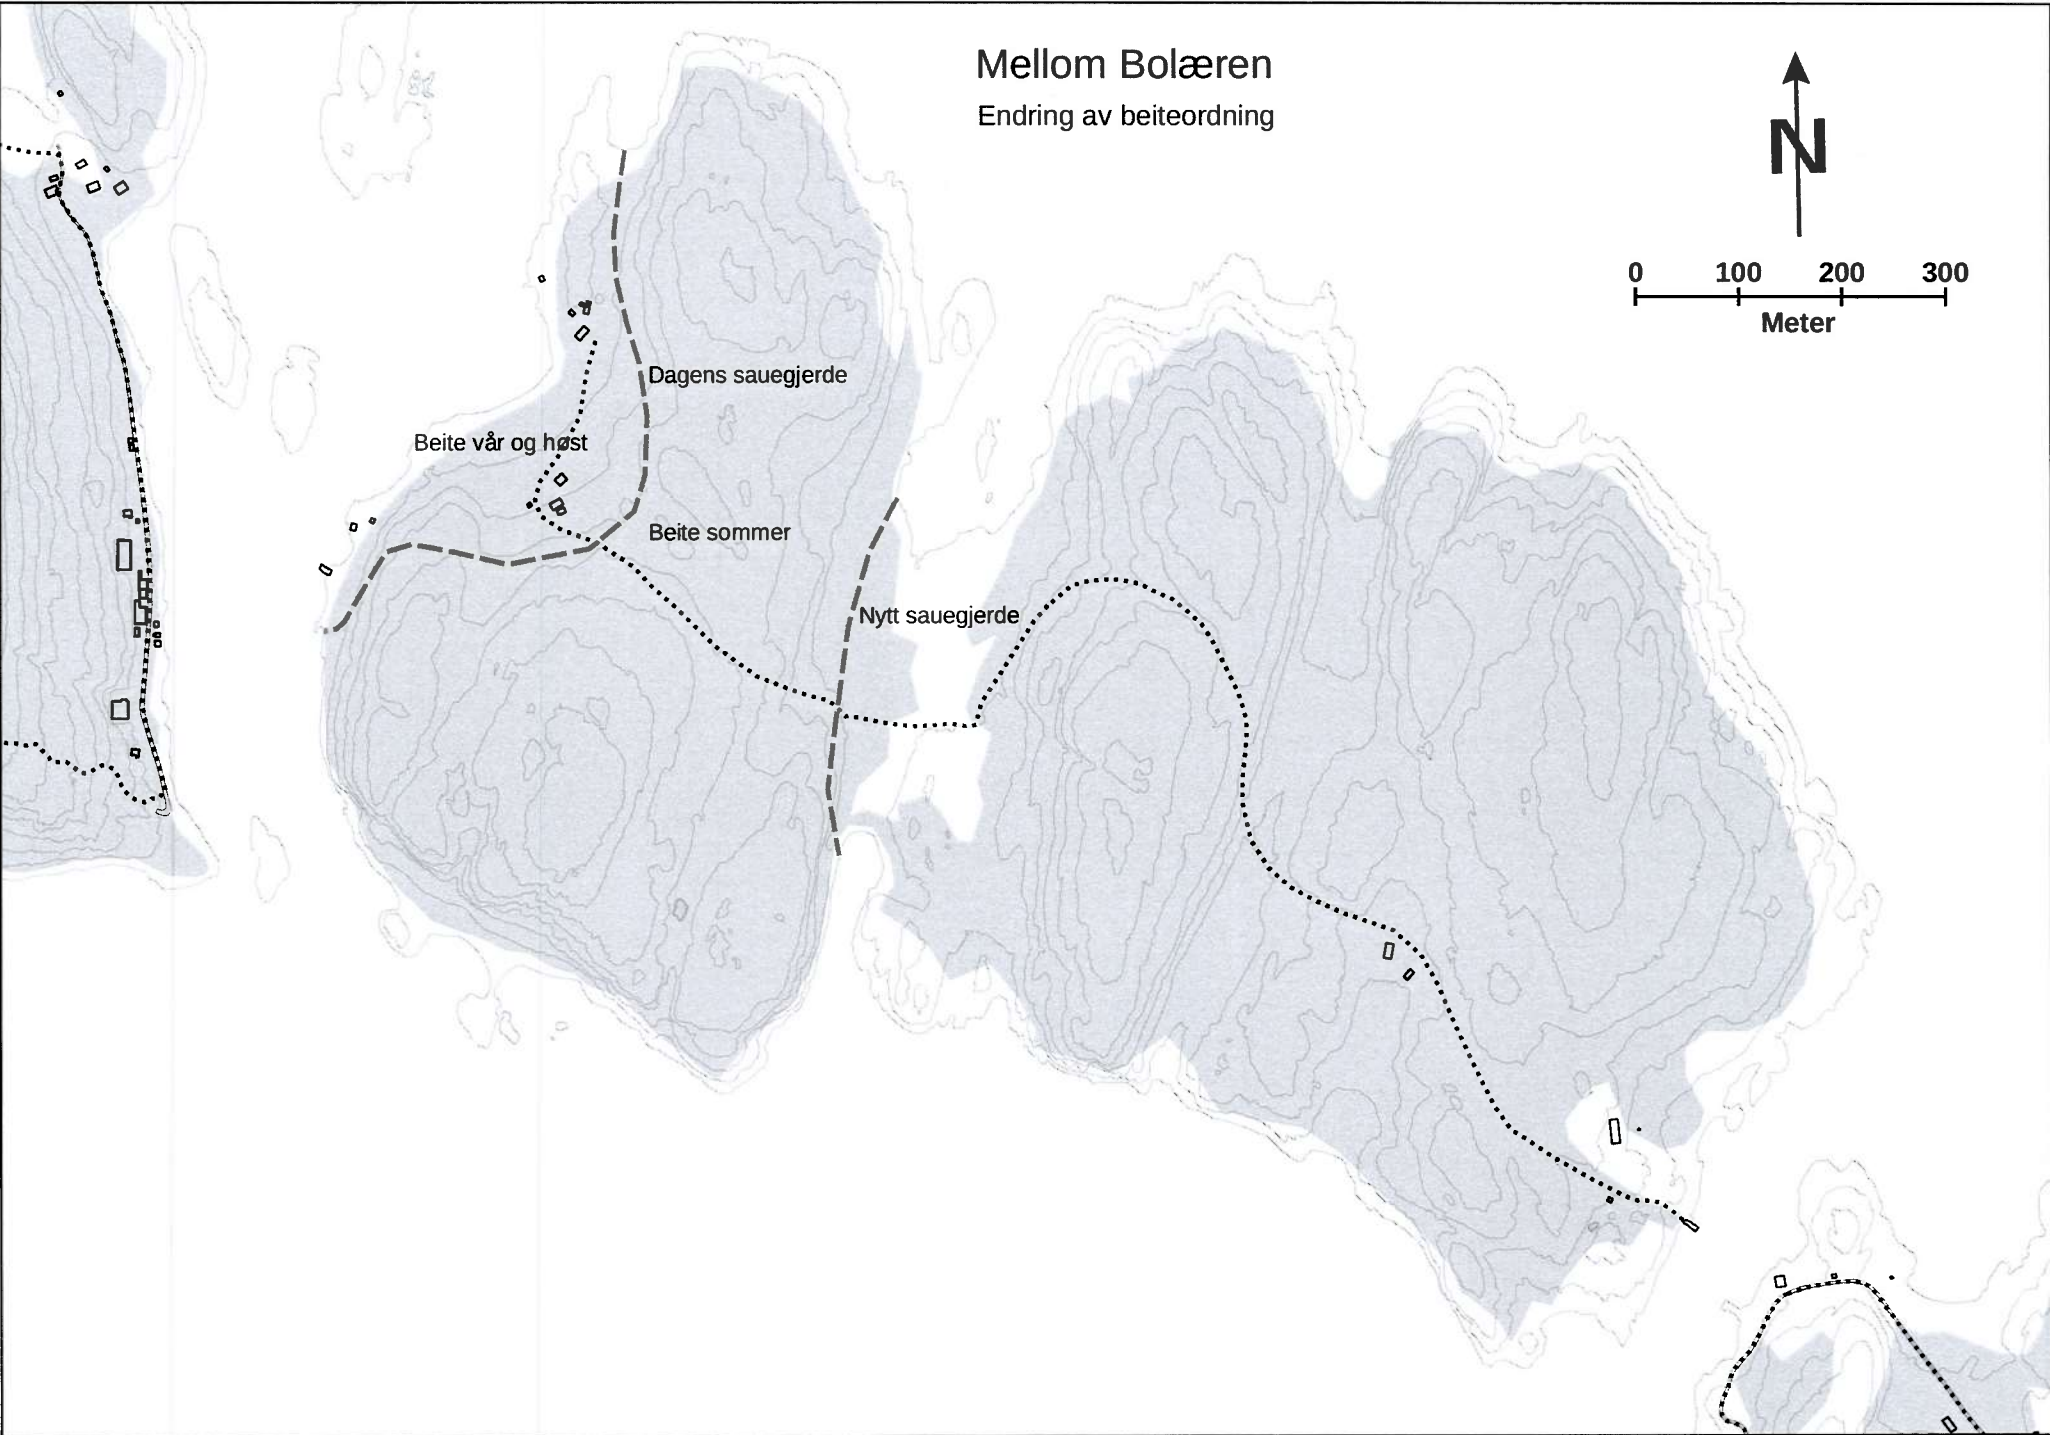 Mellom Bolæren
Endring av beiteordning
N
0 100 200 300
Meter
Dagens sauegjerde
Beite vår og høst
Beite sommer
Nytt sauegjerde